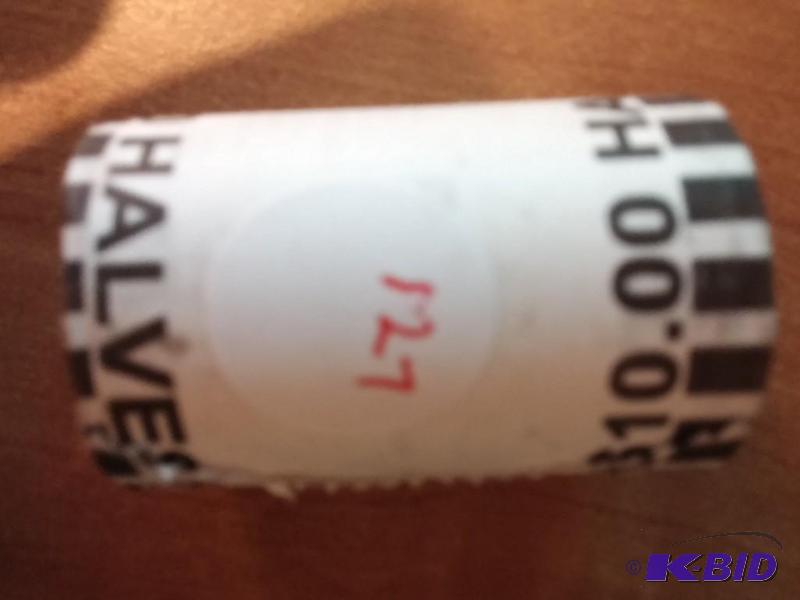 HALVES
127
$10.00 H
© K-BID